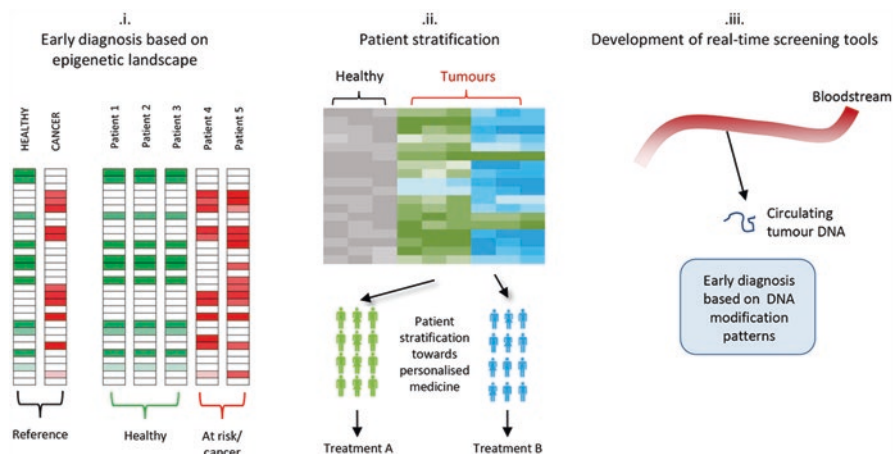 .i.
Early diagnosis based on
epigenetic landscape
HEALTHY
CANCER
Patient 1
Patient 2
Patient 3
Patient 4
Patient 5
Reference
Healthy
At risk/
cancer
.ii.
Patient stratification
Healthy
Tumours
Patient
stratification
towards
personalised
medicine
Treatment A
Treatment B
.iii.
Development of real-time screening tools
Bloodstream
Circulating
tumour DNA
Early diagnosis
based on DNA
modification
patterns